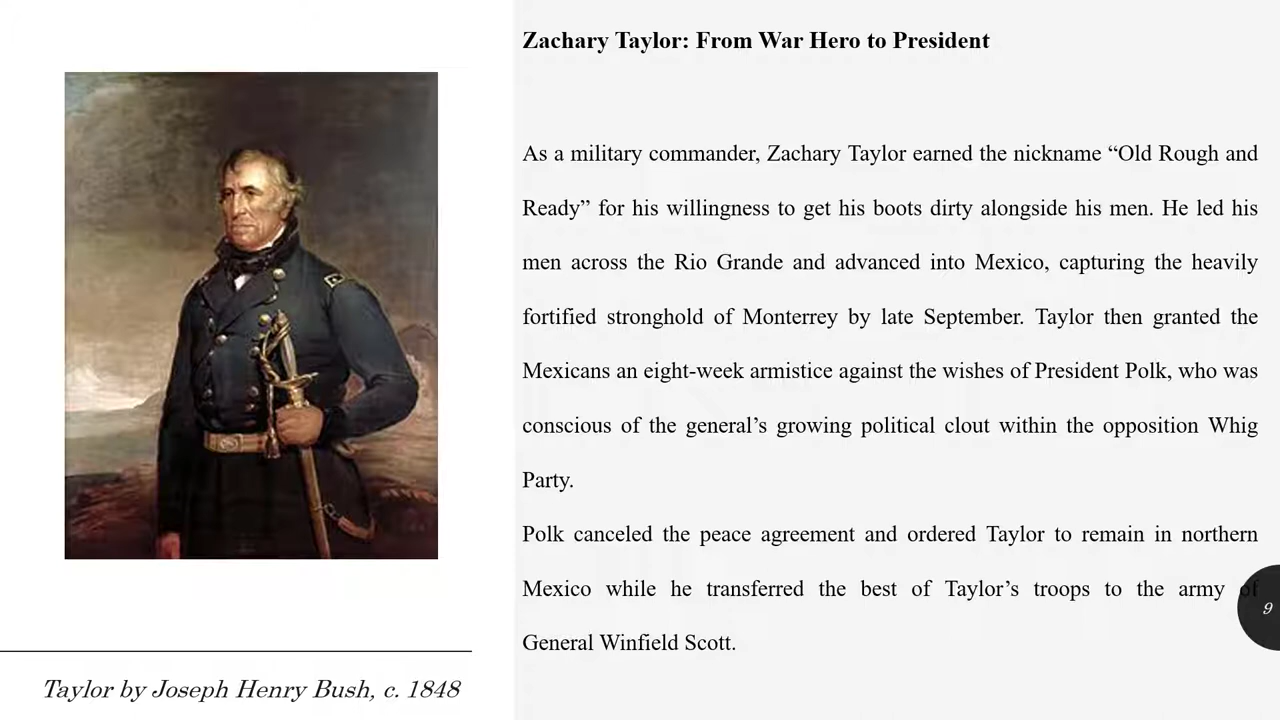 Zachary Taylor: From War Hero to President
As a military commander, Zachary Taylor earned the nickname “Old Rough and
Ready” for his willingness to get his boots dirty alongside his men. He led his
men across the Rio Grande and advanced into Mexico, capturing the heavily
fortified stronghold of Monterrey by late September. Taylor then granted the
Mexicans an eight-week armistice against the wishes of President Polk, who was
conscious of the general’s growing political clout within the opposition Whig
Party.
Polk canceled the peace agreement and ordered Taylor to remain in northern
Mexico while he transferred the best of Taylor’s troops to the army of
General Winfield Scott.
9
Taylor by Joseph Henry Bush, c. 1848